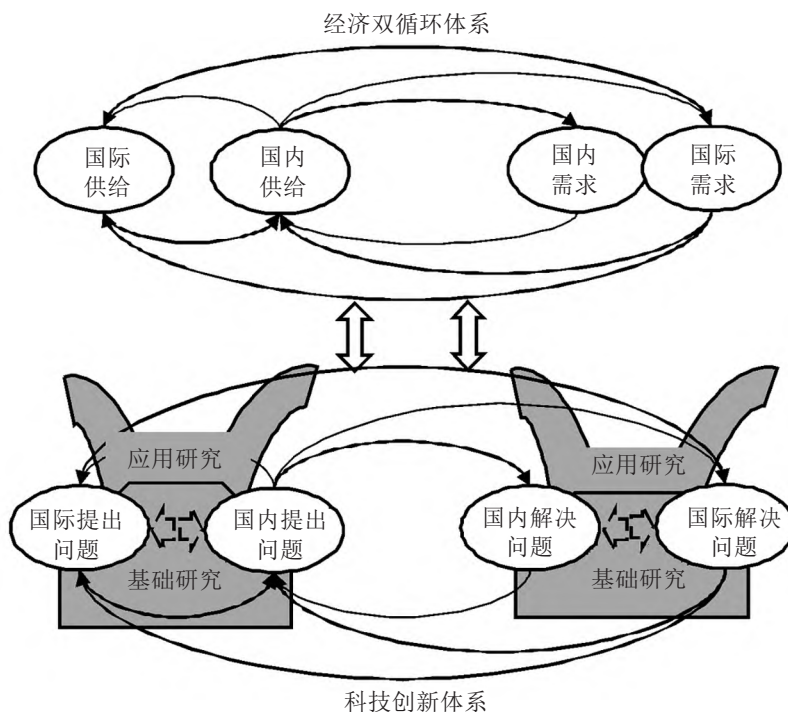 经济双循环体系
国际
供给
国内
供给
国内
需求
国际
需求
应用研究
应用研究
国际提出
问题
国内提出
问题
国内解决
问题
国际解决
问题
基础研究
基础研究
科技创新体系